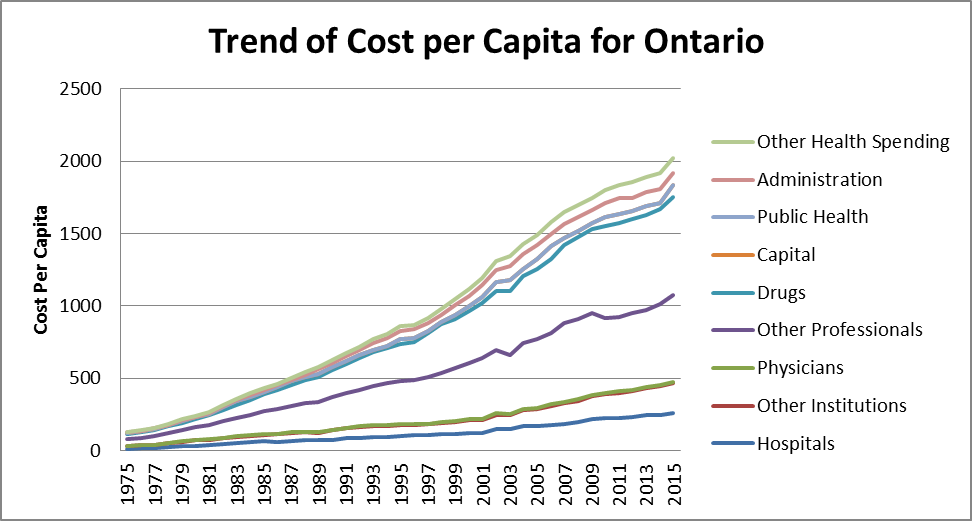 Trend of Cost per Capita for Ontario
2500
2000
1500
1000
500
0
Cost Per Capita
1975
1977
1979
1981
1983
1985
1987
1989
1991
1993
1995
1997
1999
2001
2003
2005
2007
2009
2011
2013
2015
Other Health Spending
Administration
Public Health
Capital
Drugs
Other Professionals
Physicians
Other Institutions
Hospitals